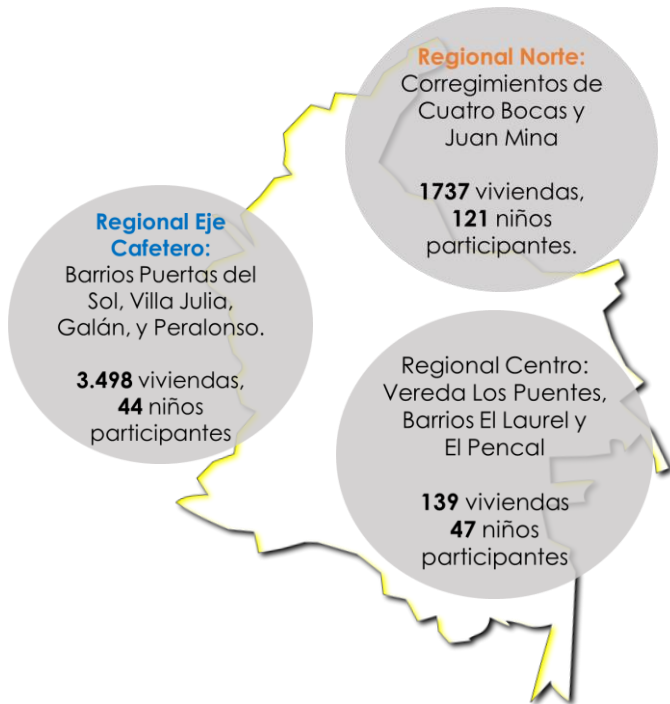 Regional Norte:
Corregimientos de
Cuatro Bocas y
Juan Mina
1737 viviendas,
121 niños
participantes.
Regional Eje
Cafetero:
Barrios Puertas del
Sol, Villa Julia,
Galán, y Peralonso.
3.498 viviendas,
44 niños
participantes
Regional Centro:
Vereda Los Puentes,
Barrios El Laurel y
El Pencal
139 viviendas
47 niños
participantes